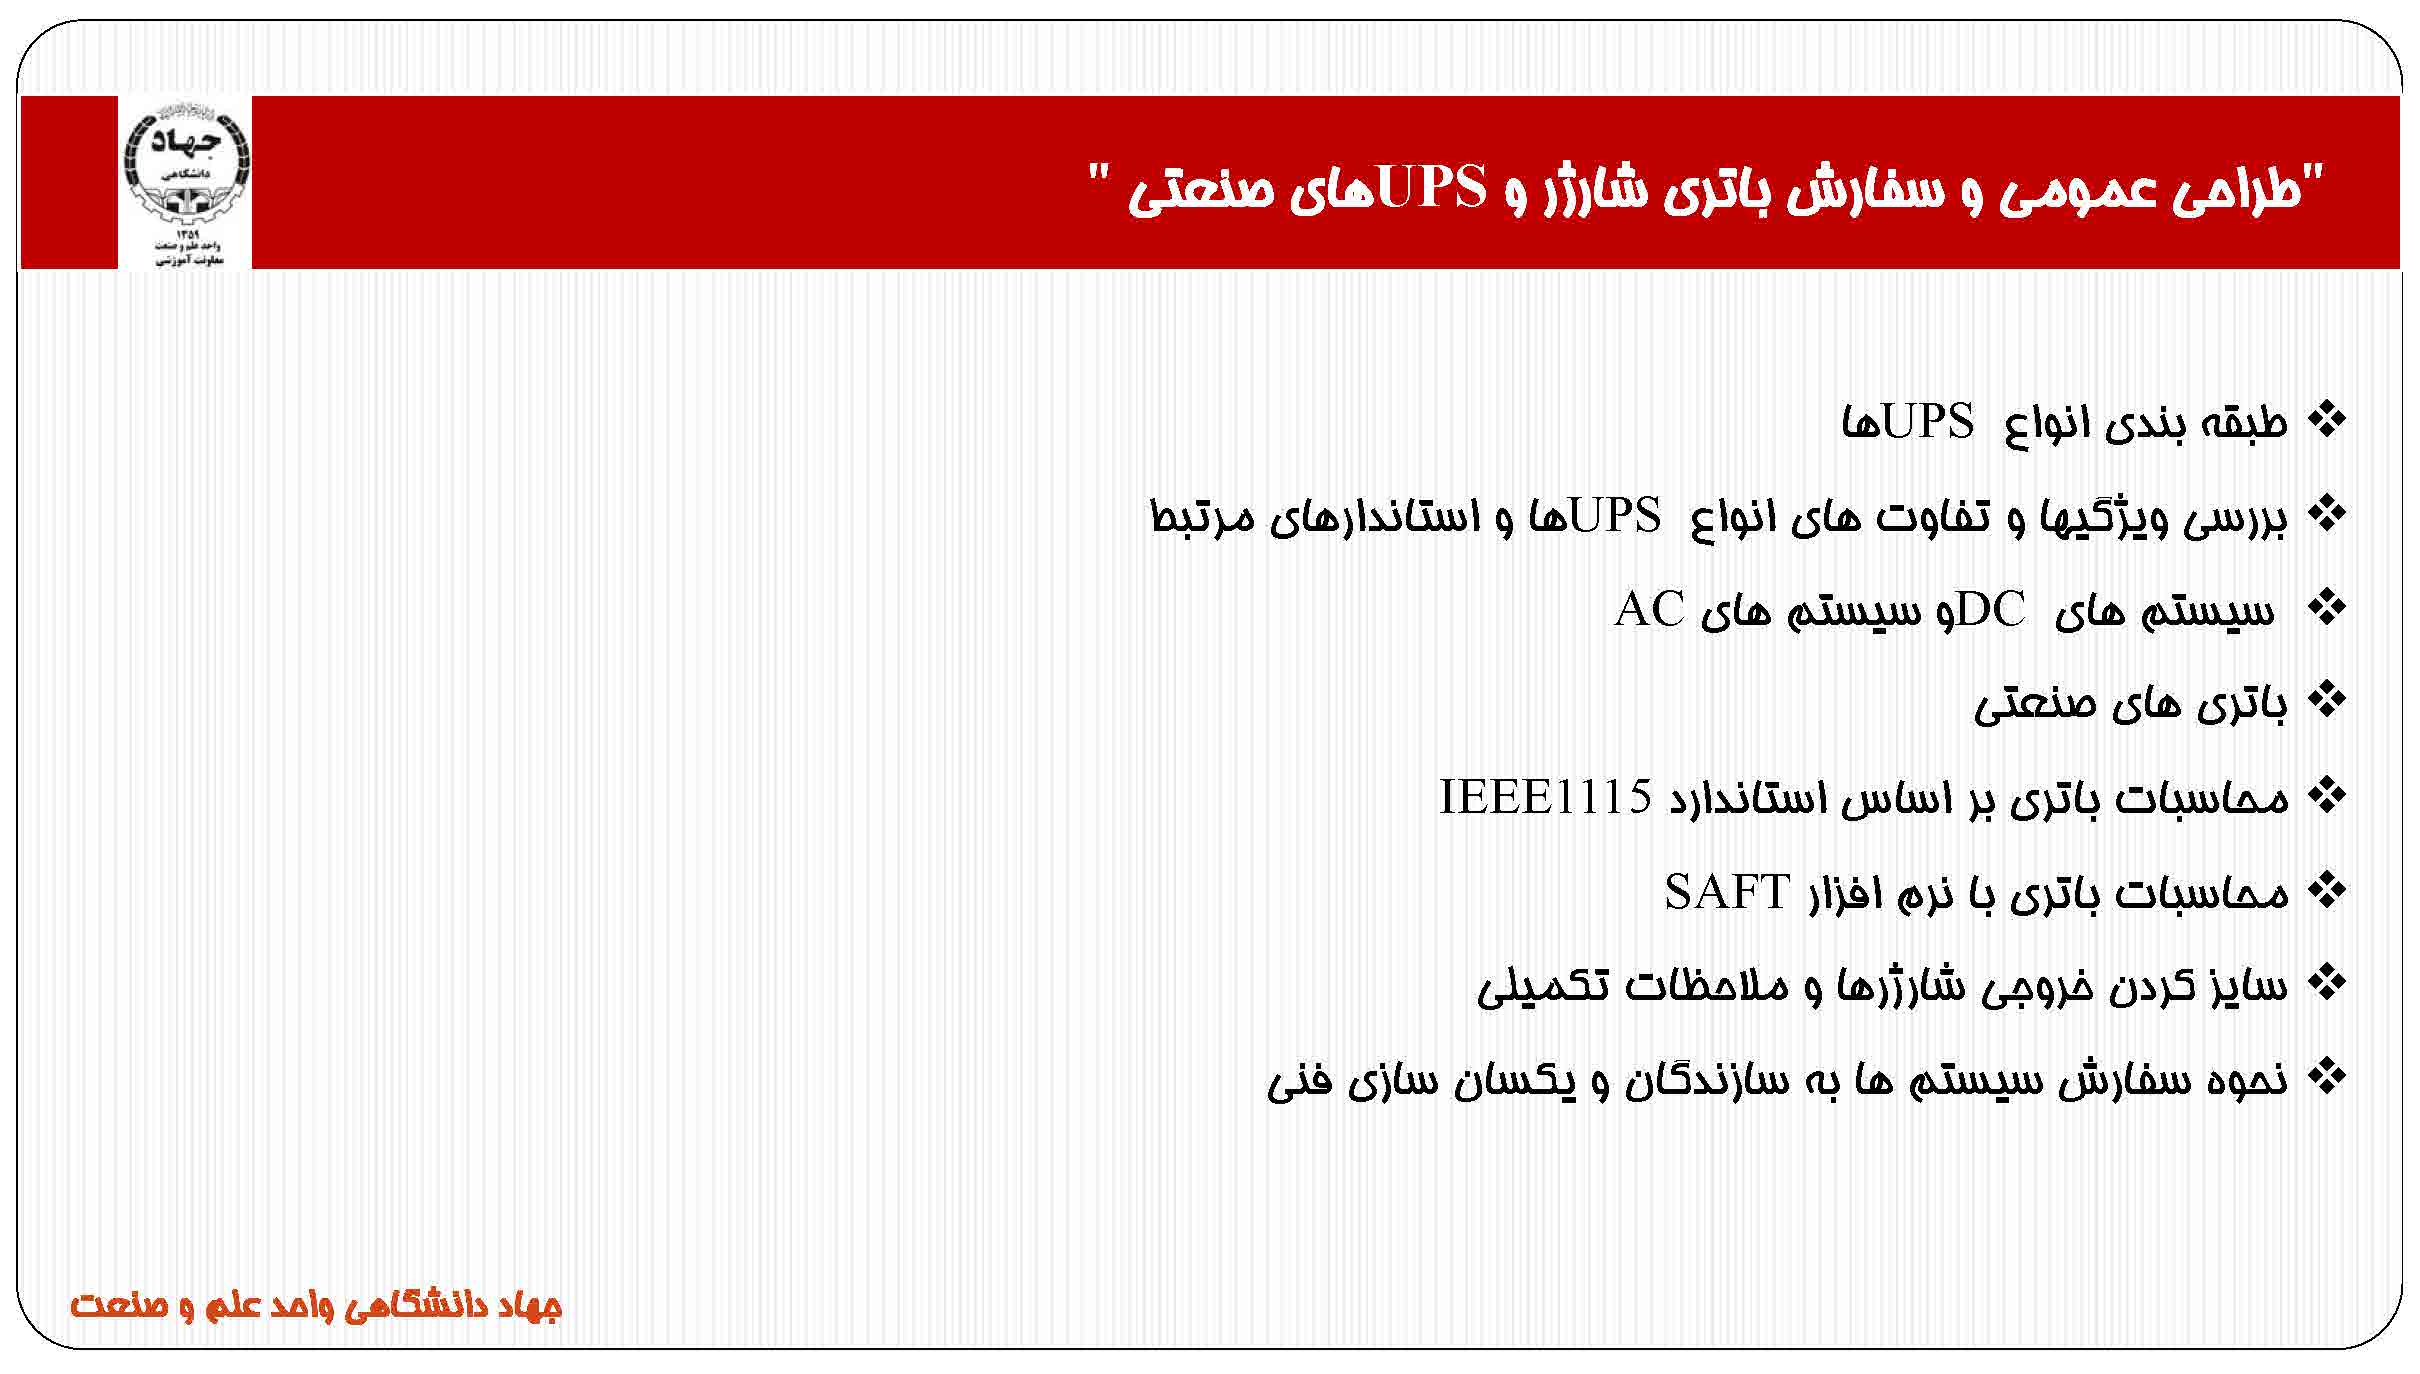 "طراحی عمومی و سفارش باتری شارژر و UPSهای صنعتی "
جهاد
دانشگاهی
۱۳۵۹
واحد علم و صنعت
معاونت آموزشی
❖ طبقه بندی انواع UPSها
❖ بررسی ویژگیها و تفاوت های انواع UPSها و استاندارهای مرتبط
❖ سیستم های DCو سیستم های AC
❖ باتری های صنعتی
❖ محاسبات باتری بر اساس استاندارد IEEE1115
❖ محاسبات باتری با نرم افزار SAFT
❖ سایز کردن خروجی شارژرها و ملاحظات تکمیلی
❖ نحوه سفارش سیستم ها به سازندگان و یکسان سازی فنی
جهاد دانشگاهی واحد علم و صنعت